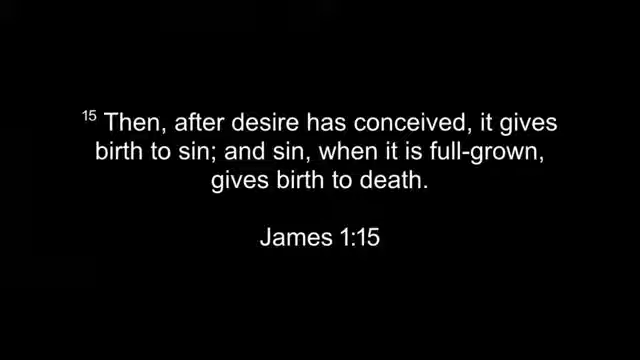 15 Then, after desire has conceived, it gives
birth to sin; and sin, when it is full-grown,
gives birth to death.
James 1:15